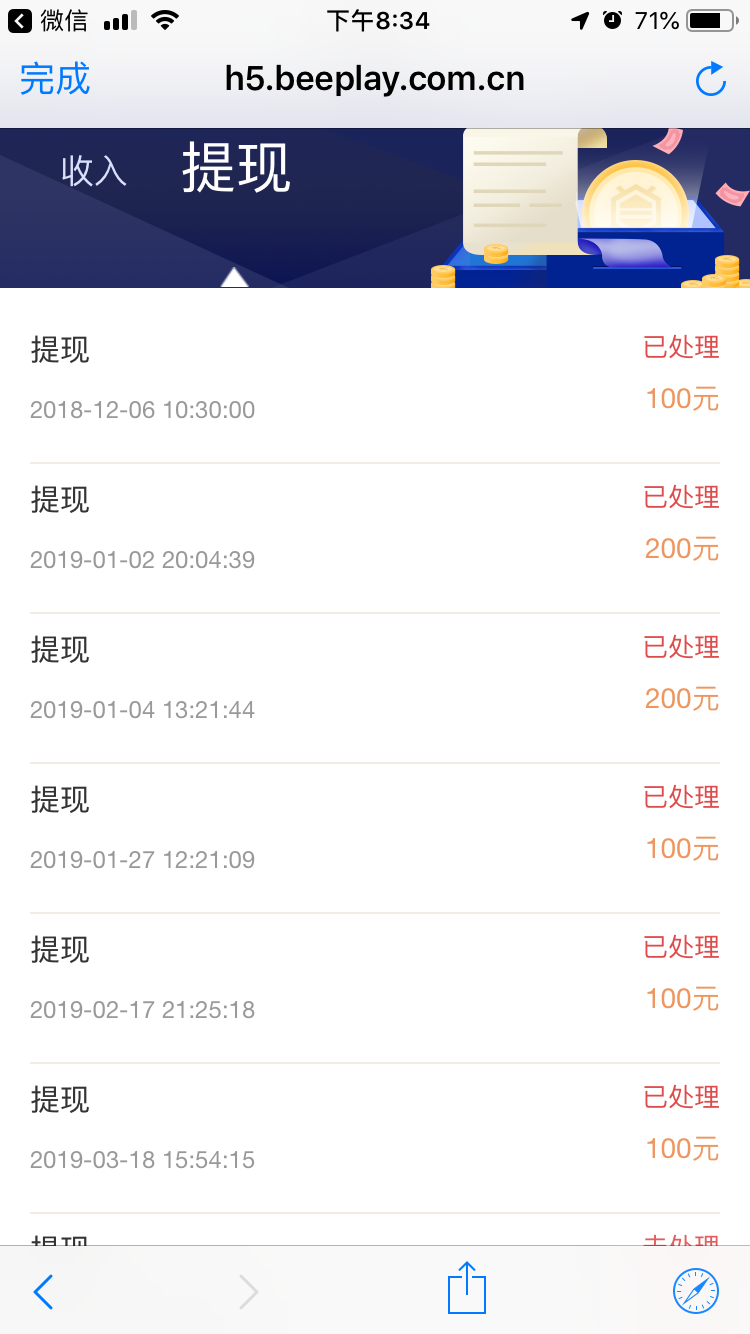 微信
下午8:34
71%
完成
h5.beeplay.com.cn
收入
提现
提现
已处理
2018-12-06 10:30:00
100元
提现
已处理
2019-01-02 20:04:39
200元
提现
已处理
2019-01-04 13:21:44
200元
提现
已处理
2019-01-27 12:21:09
100元
提现
已处理
2019-02-17 21:25:18
100元
提现
已处理
2019-03-18 15:54:15
100元
提现